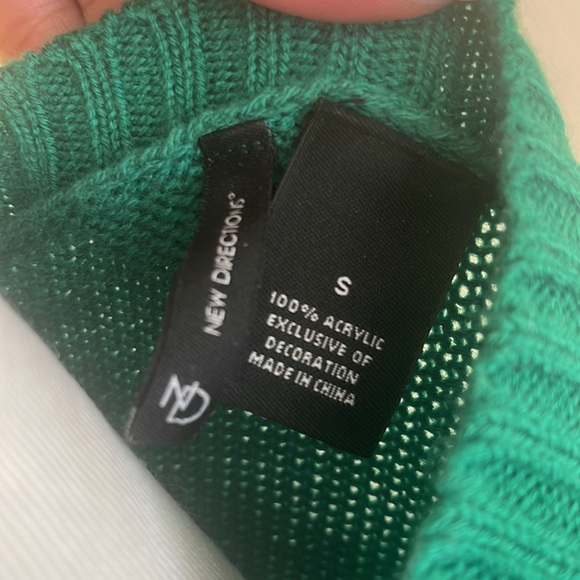 NEW DIRECTIONS®
ND
S
100% ACRYLIC
EXCLUSIVE OF
DECORATION
MADE IN CHINA